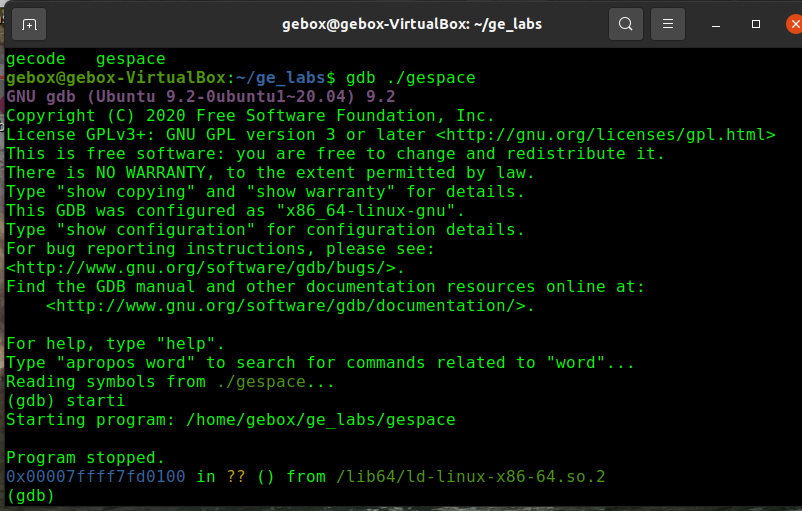 gebox@gebox-VirtualBox: ~/ge_labs
gecode   gespace
gebox@gebox-VirtualBox:~/ge_labs$ gdb ./gespace
GNU gdb (Ubuntu 9.2-0ubuntu1~20.04) 9.2
Copyright (C) 2020 Free Software Foundation, Inc.
License GPLv3+: GNU GPL version 3 or later <http://gnu.org/licenses/gpl.html>
This is free software: you are free to change and redistribute it.
There is NO WARRANTY, to the extent permitted by law.
Type "show copying" and "show warranty" for details.
This GDB was configured as "x86_64-linux-gnu".
Type "show configuration" for configuration details.
For bug reporting instructions, please see:
<http://www.gnu.org/software/gdb/bugs/>.
Find the GDB manual and other documentation resources online at:
    <http://www.gnu.org/software/gdb/documentation/>.

For help, type "help".
Type "apropos word" to search for commands related to "word"...
Reading symbols from ./gespace...
(gdb) starti
Starting program: /home/gebox/ge_labs/gespace

Program stopped.
0x00007ffff7fd0100 in ?? () from /lib64/ld-linux-x86-64.so.2
(gdb)